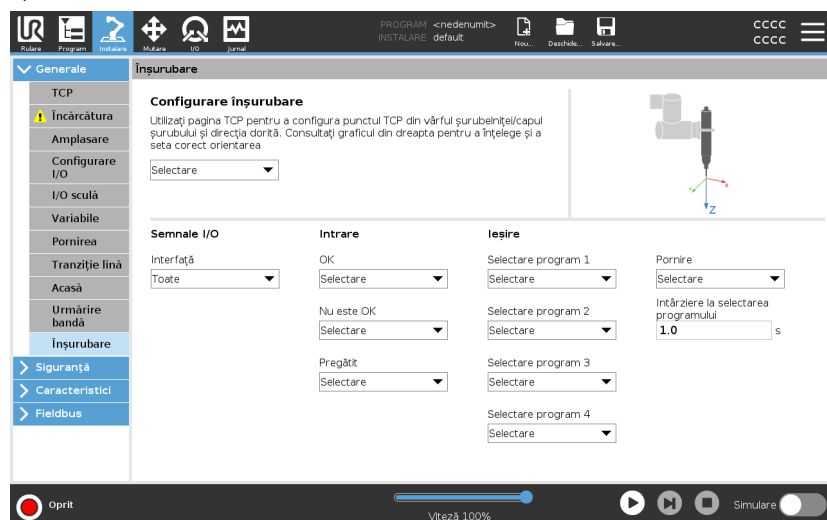 PROGRAM <nedenumit>
INSTALARE default
cccc
cccc
Rulare Program Instalare Mutare I/O Jurnal Nou... Deschide... Salvare...
Generale
TCP
Încărcătura
Amplasare
Configurare
I/O
I/O sculă
Variabile
Pornirea
Tranziție lină
Acasă
Urmărire
bandă
Înșurubare
Siguranță
Caracteristici
Fieldbus
Înșurubare
Configurare înșurubare
Utilizați pagina TCP pentru a configura punctul TCP din vârful șurubelniței/capul
șurubului și direcția dorită. Consultați graficul din dreapta pentru a înțelege și a
seta corect orientarea
Selectare
Y
X
Z
Semnale I/O
Interfață
Toate
Intrare
OK
Selectare
Nu este OK
Selectare
Pregătit
Selectare
Ieșire
Selectare program 1
Selectare
Selectare program 2
Selectare
Selectare program 3
Selectare
Selectare program 4
Selectare
Pornire
Selectare
Întârziere la selectarea
programului
1.0 s
Oprit
Viteză 100%
Simulare